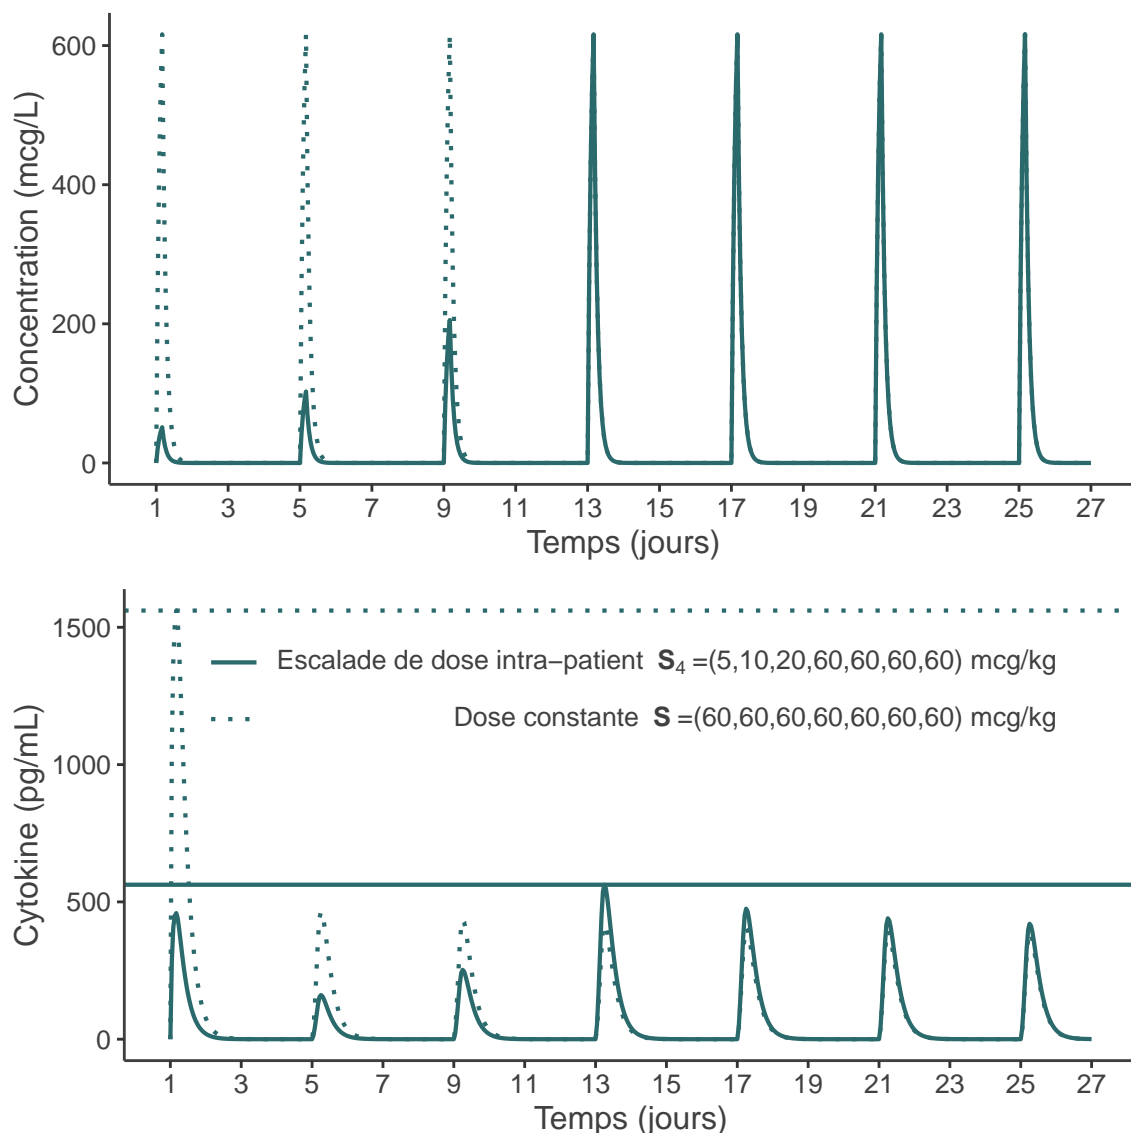 600
400
200
0
Concentration (mcg/L)
1 3 5 7 9 11 13 15 17 19 21 23 25 27
Temps (jours)
1500
1000
500
0
Cytokine (pg/mL)
Escalade de dose intra−patient S4 =(5,10,20,60,60,60,60) mcg/kg
Dose constante S =(60,60,60,60,60,60,60) mcg/kg
1 3 5 7 9 11 13 15 17 19 21 23 25 27
Temps (jours)